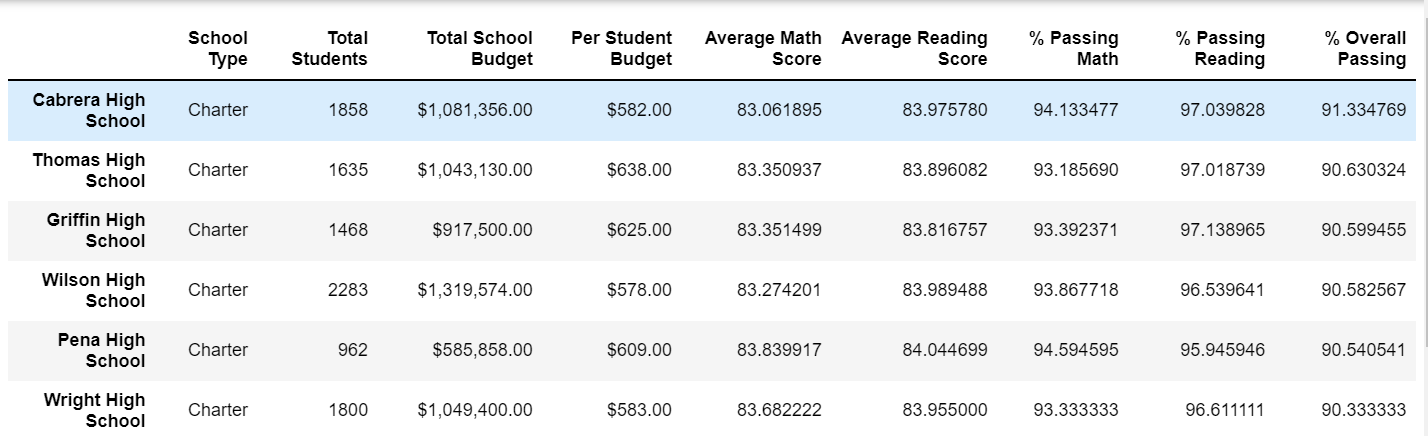 School Type Total Students Total School Budget Per Student Budget Average Math Score Average Reading Score % Passing Math % Passing Reading % Overall Passing
Cabrera High School Charter 1858 $1,081,356.00 $582.00 83.061895 83.975780 94.133477 97.039828 91.334769
Thomas High School Charter 1635 $1,043,130.00 $638.00 83.350937 83.896082 93.185690 97.018739 90.630324
Griffin High School Charter 1468 $917,500.00 $625.00 83.351499 83.816757 93.392371 97.138965 90.599455
Wilson High School Charter 2283 $1,319,574.00 $578.00 83.274201 83.989488 93.867718 96.539641 90.582567
Pena High School Charter 962 $585,858.00 $609.00 83.839917 84.044699 94.594595 95.945946 90.540541
Wright High School Charter 1800 $1,049,400.00 $583.00 83.682222 83.955000 93.333333 96.611111 90.333333